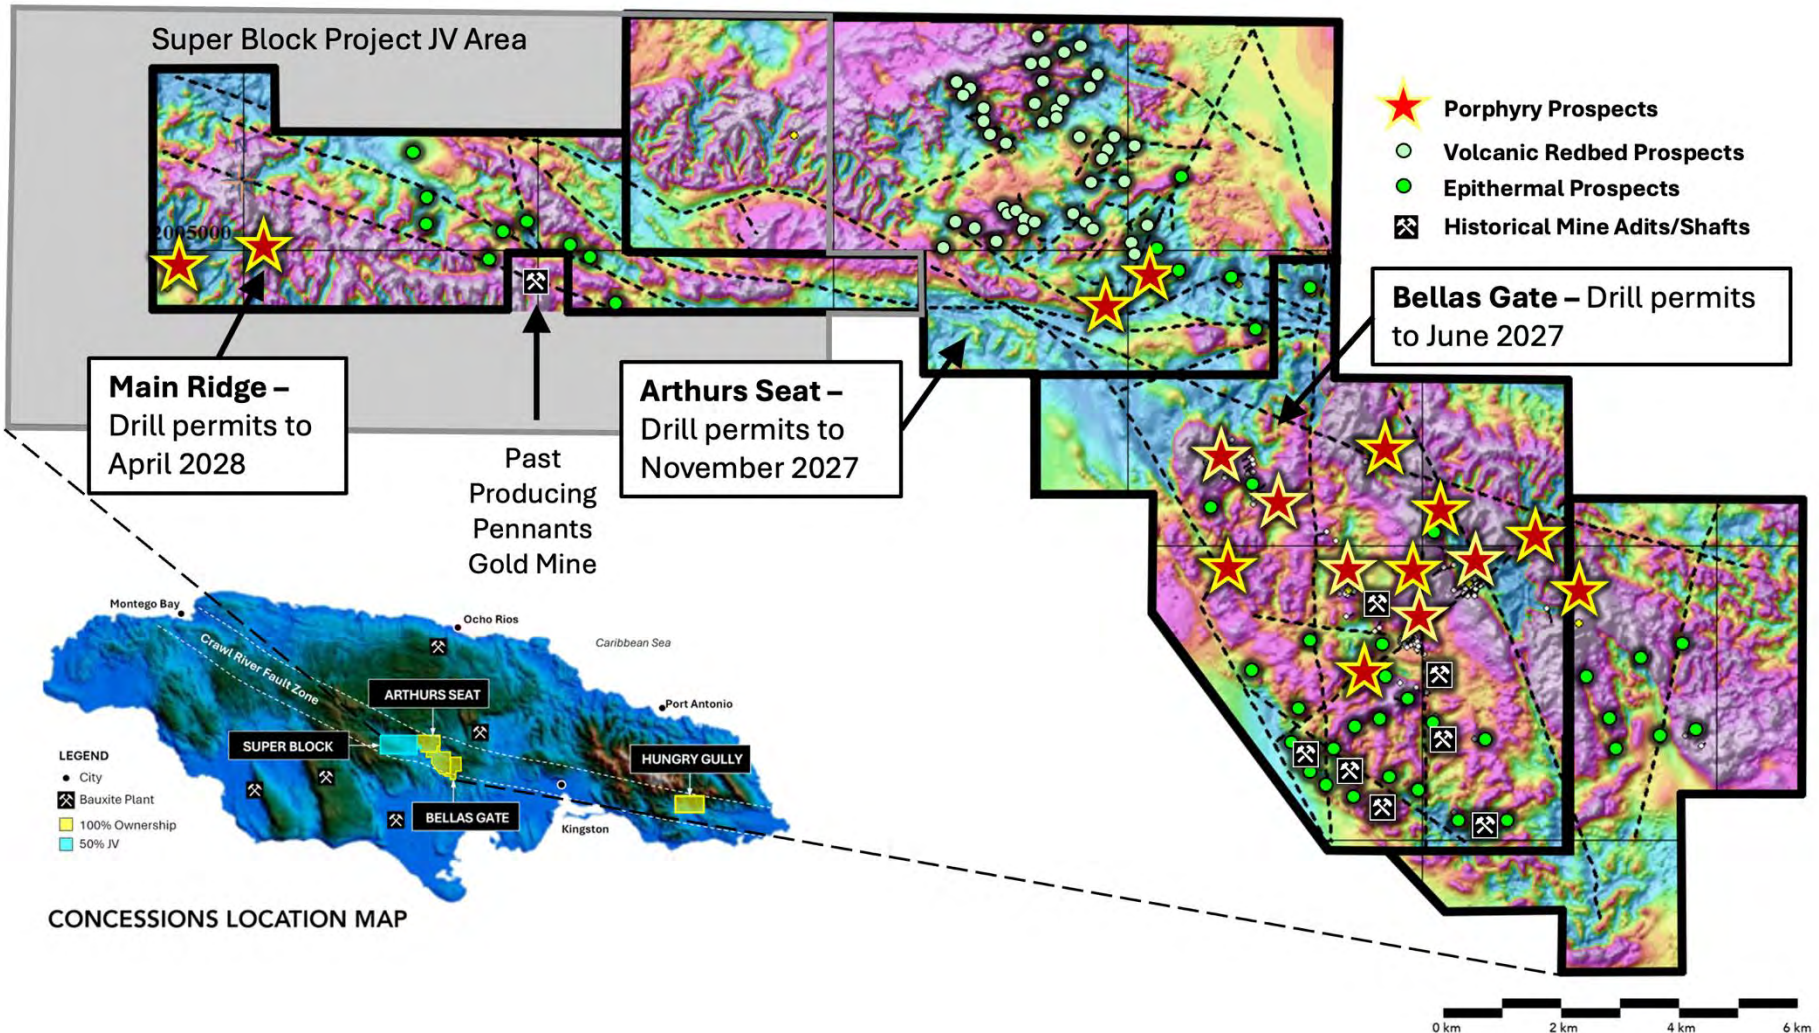 Super Block Project JV Area
Porphyry Prospects
Volcanic Redbed Prospects
Epithermal Prospects
Historical Mine Adits/Shafts
2005000
Bellas Gate – Drill permits
to June 2027
Main Ridge –
Drill permits to
April 2028
Arthurs Seat –
Drill permits to
November 2027
Past
Producing
Pennants
Gold Mine
Montego Bay
Ocho Rios
Caribbean Sea
Crawl River Fault Zone
ARTHURS SEAT
Port Antonio
SUPER BLOCK
HUNGRY GULLY
BELLAS GATE
Kingston
LEGEND
City
Bauxite Plant
100% Ownership
50% JV
CONCESSIONS LOCATION MAP
0 km 2 km 4 km 6 km